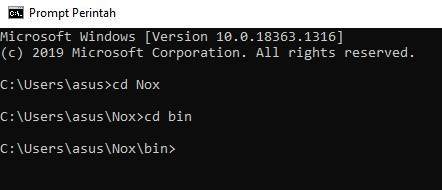 Prompt Perintah
Microsoft Windows [Version 10.0.18363.1316]
(c) 2019 Microsoft Corporation. All rights reserved.
C:\Users\asus>cd Nox
C:\Users\asus\Nox>cd bin
C:\Users\asus\Nox\bin>